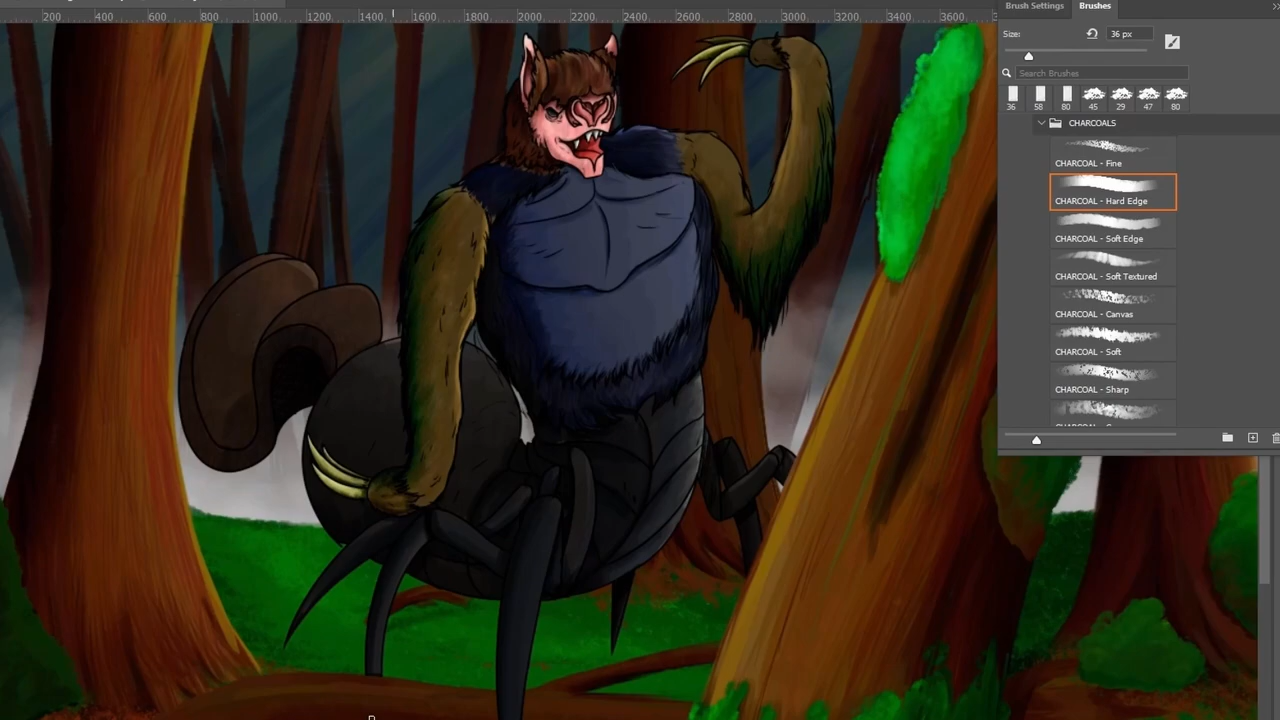 200 400 600 800 1000 1200 1400 1600 1800 2000 2200 2400 2600 2800 3000 3200 3400 3600
Brush Settings Brushes
Size: 36 px
Search Brushes
36 58 80 45 29 47 80
CHARCOALS
CHARCOAL - Fine
CHARCOAL - Hard Edge
CHARCOAL - Soft Edge
CHARCOAL - Soft Textured
CHARCOAL - Canvas
CHARCOAL - Soft
CHARCOAL - Sharp